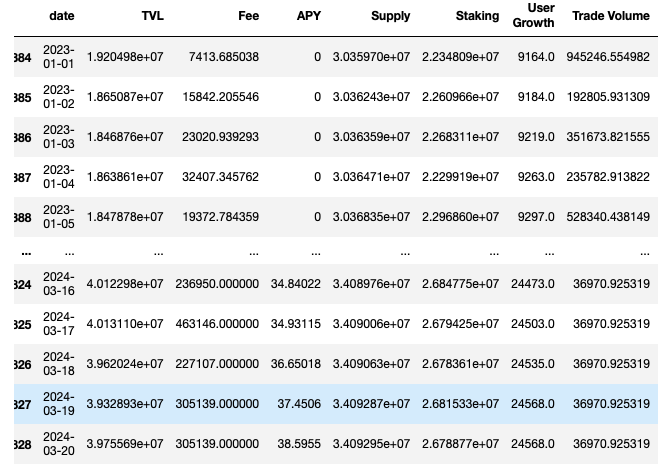 date TVL Fee APY Supply Staking User Growth Trade Volume
384 2023-01-01 1.920498e+07 7413.685038 0 3.035970e+07 2.234809e+07 9164.0 945246.554982
385 2023-01-02 1.865087e+07 15842.205546 0 3.036243e+07 2.260966e+07 9184.0 192805.931309
386 2023-01-03 1.846876e+07 23020.939293 0 3.036359e+07 2.268311e+07 9219.0 351673.821555
387 2023-01-04 1.863861e+07 32407.345762 0 3.036471e+07 2.229919e+07 9263.0 235782.913822
388 2023-01-05 1.847878e+07 19372.784359 0 3.036835e+07 2.296860e+07 9297.0 528340.438149
... ... ... ... ... ... ... ... ...
824 2024-03-16 4.012298e+07 236950.000000 34.84022 3.408976e+07 2.684775e+07 24473.0 36970.925319
825 2024-03-17 4.013110e+07 463146.000000 34.93115 3.409006e+07 2.679425e+07 24503.0 36970.925319
826 2024-03-18 3.962024e+07 227107.000000 36.65018 3.409063e+07 2.678361e+07 24535.0 36970.925319
827 2024-03-19 3.932893e+07 305139.000000 37.4506 3.409287e+07 2.681533e+07 24568.0 36970.925319
828 2024-03-20 3.975569e+07 305139.000000 38.5955 3.409295e+07 2.678877e+07 24568.0 36970.925319